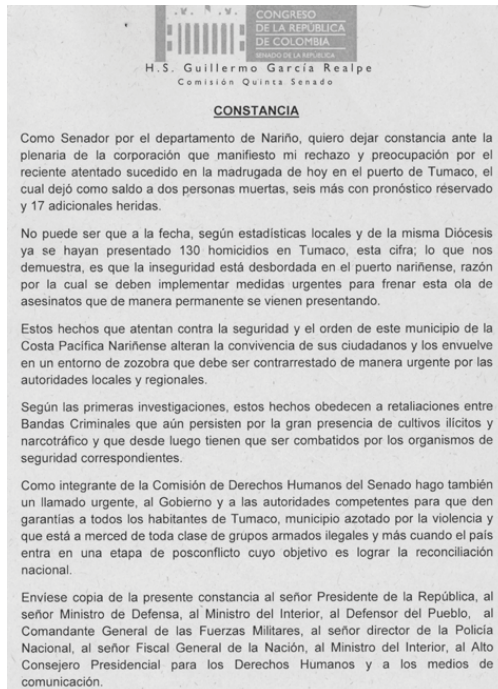 CONGRESO
DE LA REPÚBLICA
DE COLOMBIA
SENADO DE LA REPÚBLICA
H.S. Guillermo García Realpe
Comisión Quinta Senado
CONSTANCIA
Como Senador por el departamento de Nariño, quiero dejar constancia ante la
plenaria de la corporación que manifiesto mi rechazo y preocupación por el
reciente atentado sucedido en la madrugada de hoy en el puerto de Tumaco, el
cual dejó como saldo a dos personas muertas, seis más con pronóstico reservado
y 17 adicionales heridas.
No puede ser que a la fecha, según estadísticas locales y de la misma Diócesis
ya se hayan presentado 130 homicidios en Tumaco, esta cifra; lo que nos
demuestra, es que la inseguridad está desbordada en el puerto nariñense, razón
por la cual se deben implementar medidas urgentes para frenar esta ola de
asesinatos que de manera permanente se vienen presentando.
Estos hechos que atentan contra la seguridad y el orden de este municipio de la
Costa Pacífica Nariñense alteran la convivencia de sus ciudadanos y los envuelve
en un entorno de zozobra que debe ser contrarrestado de manera urgente por las
autoridades locales y regionales.
Según las primeras investigaciones, estos hechos obedecen a retaliaciones entre
Bandas Criminales que aún persisten por la gran presencia de cultivos ilícitos y
narcotráfico y que desde luego tienen que ser combatidos por los organismos de
seguridad correspondientes.
Como integrante de la Comisión de Derechos Humanos del Senado hago también
un llamado urgente, al Gobierno y a las autoridades competentes para que den
garantías a todos los habitantes de Tumaco, municipio azotado por la violencia y
que está a merced de toda clase de grupos armados ilegales y más cuando el país
entra en una etapa de posconflicto cuyo objetivo es lograr la reconciliación
nacional.
Envíese copia de la presente constancia al señor Presidente de la República, al
señor Ministro de Defensa, al Ministro del Interior, al Defensor del Pueblo, al
Comandante General de las Fuerzas Militares, al señor director de la Policía
Nacional, al señor Fiscal General de la Nación, al Ministro del Interior, al Alto
Consejero Presidencial para los Derechos Humanos y a los medios de
comunicación.